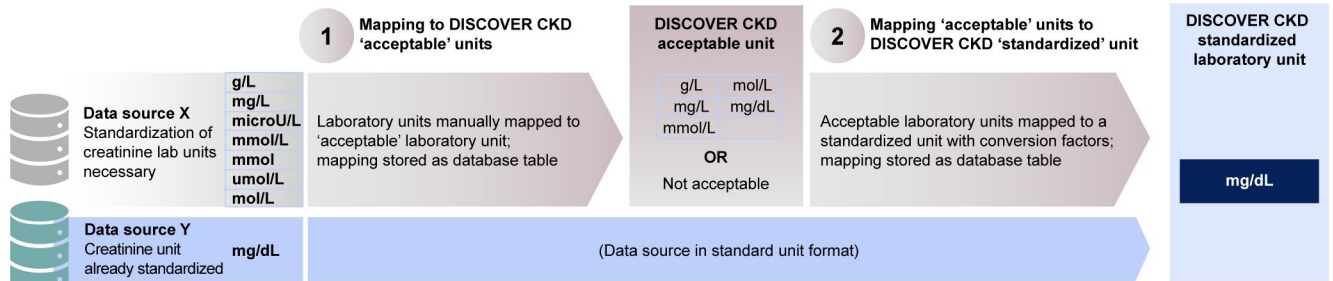 1
Mapping to DISCOVER CKD
‘acceptable’ units
DISCOVER CKD
acceptable unit
2
Mapping ‘acceptable’ units to
DISCOVER CKD ‘standardized’ unit
DISCOVER CKD
standardized
laboratory unit
Data source X
Standardization of
creatinine lab units
necessary
g/L
mg/L
microU/L
mmol/L
mmol
umol/L
mol/L
Laboratory units manually mapped to
‘acceptable’ laboratory unit;
mapping stored as database table
g/L mol/L
mg/L mg/dL
mmol/L
OR
Not acceptable
Acceptable laboratory units mapped to a
standardized unit with conversion factors;
mapping stored as database table
mg/dL
Data source Y
Creatinine unit
already standardized
mg/dL
(Data source in standard unit format)